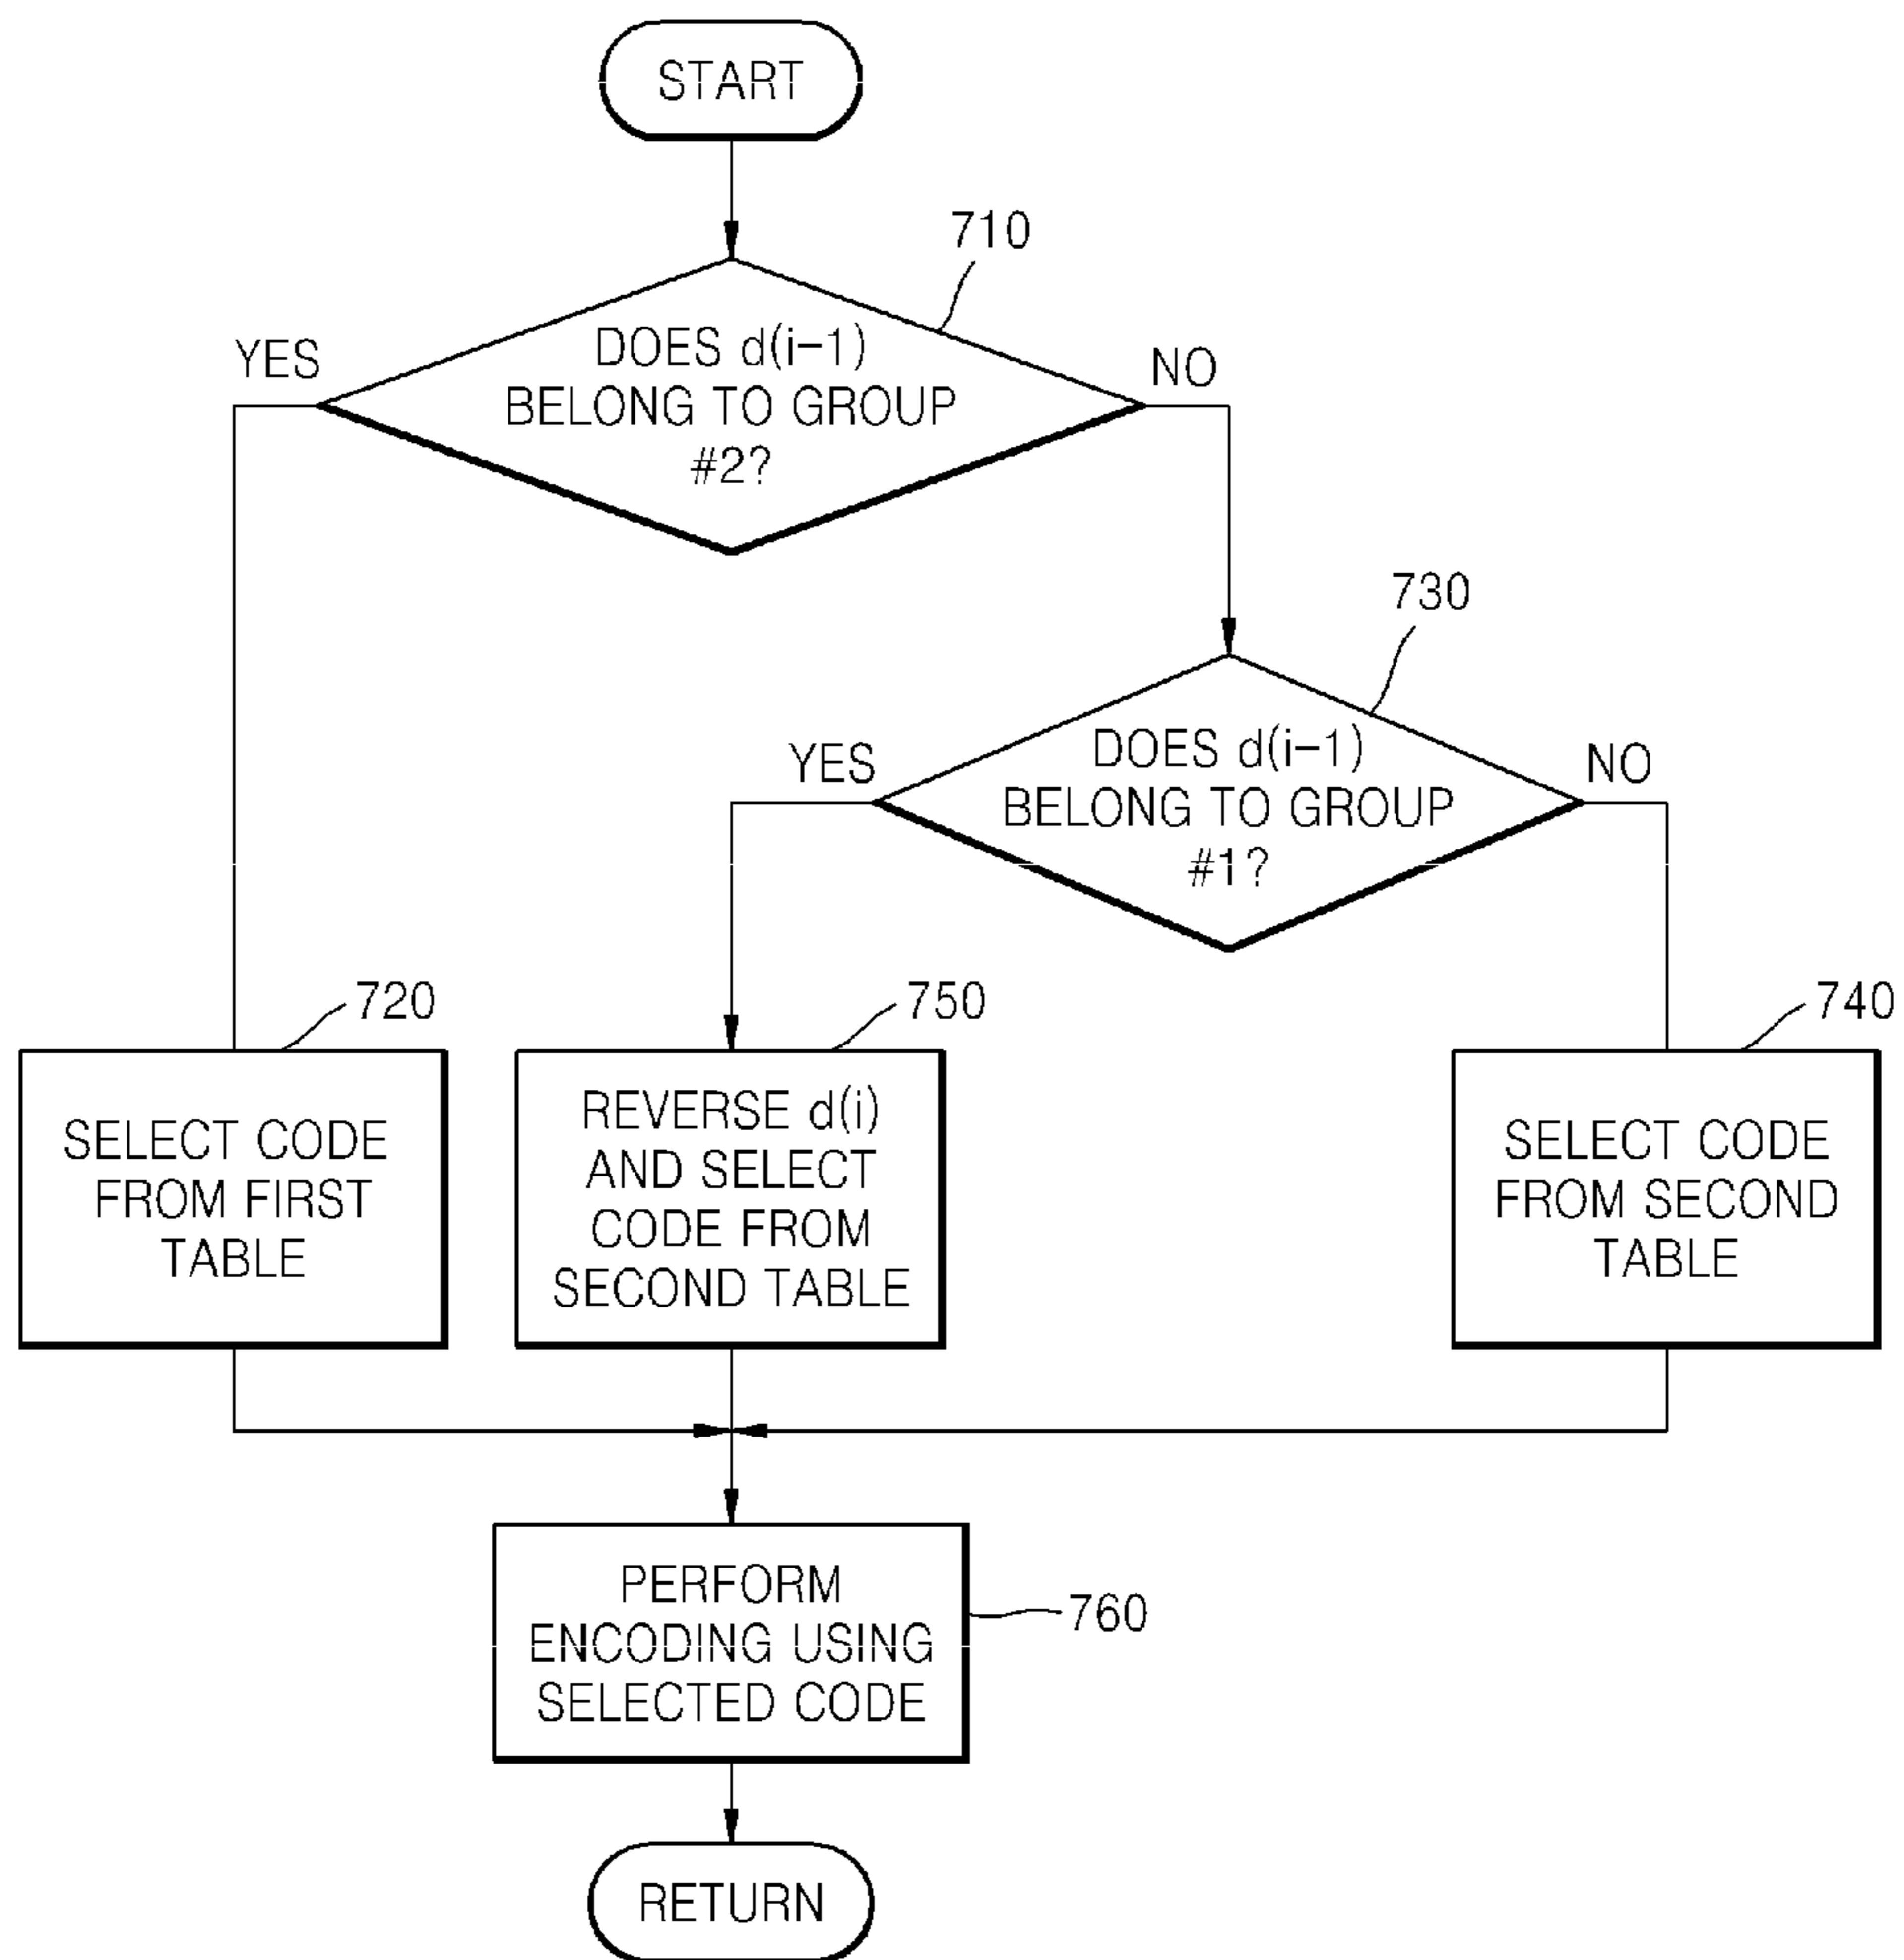 START
710
DOES d(i-1)
BELONG TO GROUP
#2?
YES
NO
730
DOES d(i-1)
BELONG TO GROUP
#1?
YES
NO
720
SELECT CODE
FROM FIRST
TABLE
750
REVERSE d(i)
AND SELECT
CODE FROM
SECOND TABLE
740
SELECT CODE
FROM SECOND
TABLE
PERFORM
ENCODING USING
SELECTED CODE
760
RETURN